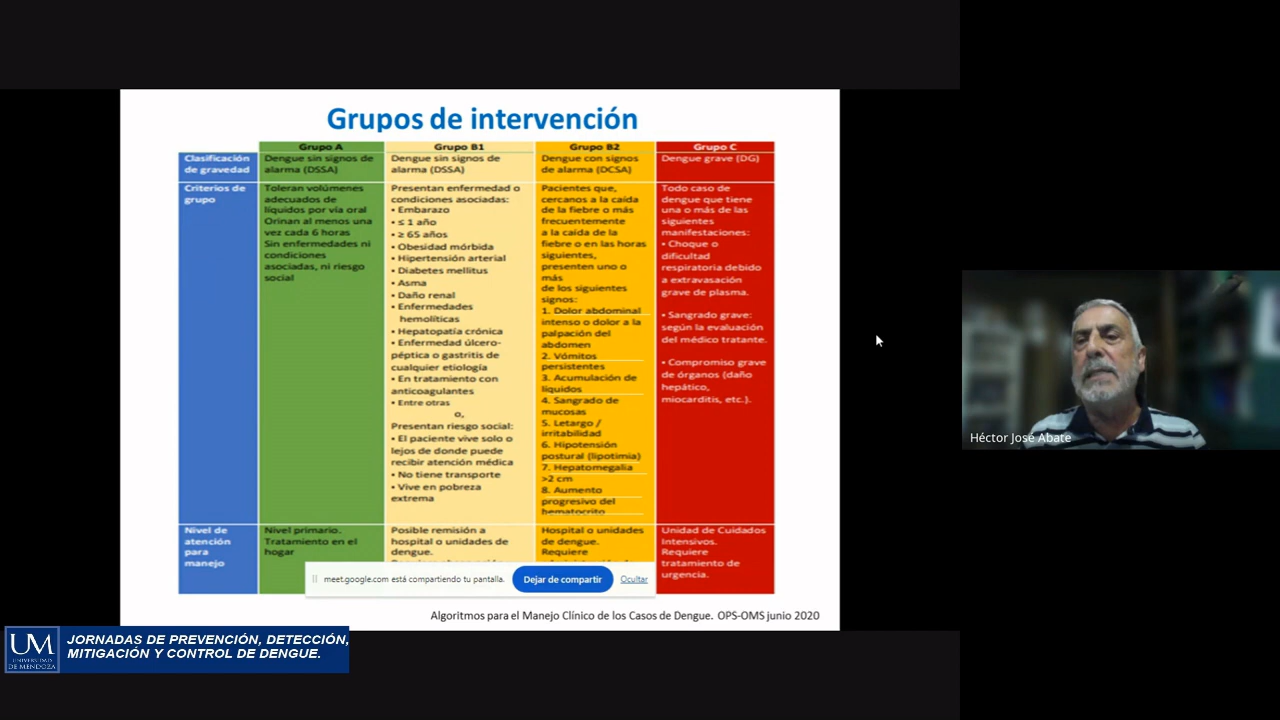 Grupos de intervención
Grupo A
Grupo B1
Grupo B2
Grupo C
Clasificación
de gravedad
Dengue sin signos de
alarma (DSSA)
Dengue sin signos de
alarma (DSSA)
Dengue con signos
de alarma (DCSA)
Dengue grave (DG)
Criterios de
grupo
Toleran volúmenes
adecuados de
líquidos por vía oral
Orinan al menos una
vez cada 6 horas
Sin enfermedades ni
condiciones
asociadas, ni riesgo
social
Presentan enfermedad o
condiciones asociadas:
• Embarazo
• ≤ 1 año
• ≥ 65 años
• Obesidad mórbida
• Hipertensión arterial
• Diabetes mellitus
• Asma
• Daño renal
• Enfermedades
hemolíticas
• Hepatopatía crónica
• Enfermedad úlcero-
péptica o gastritis de
cualquier etiología
• En tratamiento con
anticoagulantes
• Entre otras
o,
Presentan riesgo social:
• El paciente vive solo o
lejos de donde puede
recibir atención médica
• No tiene transporte
• Vive en pobreza
extrema
Pacientes que,
cercanos a la caída
de la fiebre o más
frecuentemente
a la caída de la
fiebre o en las horas
siguientes,
presenten uno o
más
de los siguientes
signos:
1. Dolor abdominal
intenso o dolor a la
palpación del
abdomen
2. Vómitos
persistentes
3. Acumulación de
líquidos
4. Sangrado de
mucosas
5. Letargo /
irritabilidad
6. Hipotensión
postural (lipotimia)
7. Hepatomegalia
>2 cm
8. Aumento
progresivo del
hematocrito
Todo caso de
dengue que tiene
una o más de las
siguientes
manifestaciones:
• Choque o
dificultad
respiratoria debido
a extravasación
grave de plasma.
• Sangrado grave:
según la evaluación
del médico tratante.
• Compromiso grave
de órganos (daño
hepático,
miocarditis, etc.).
Nivel de
atención
para
manejo
Nivel primario.
Tratamiento en el
hogar
Posible remisión a
hospital o unidades de
dengue.
Hospital o unidades
de dengue.
Requiere
Unidad de Cuidados
Intensivos.
Requiere
tratamiento de
urgencia.
meet.google.com está compartiendo tu pantalla.
Dejar de compartir
Ocultar
Algoritmos para el Manejo Clínico de los Casos de Dengue. OPS-OMS junio 2020
Héctor José Abate
UM
UNIVERSIDAD
DE MENDOZA
JORNADAS DE PREVENCIÓN, DETECCIÓN,
MITIGACIÓN Y CONTROL DE DENGUE.